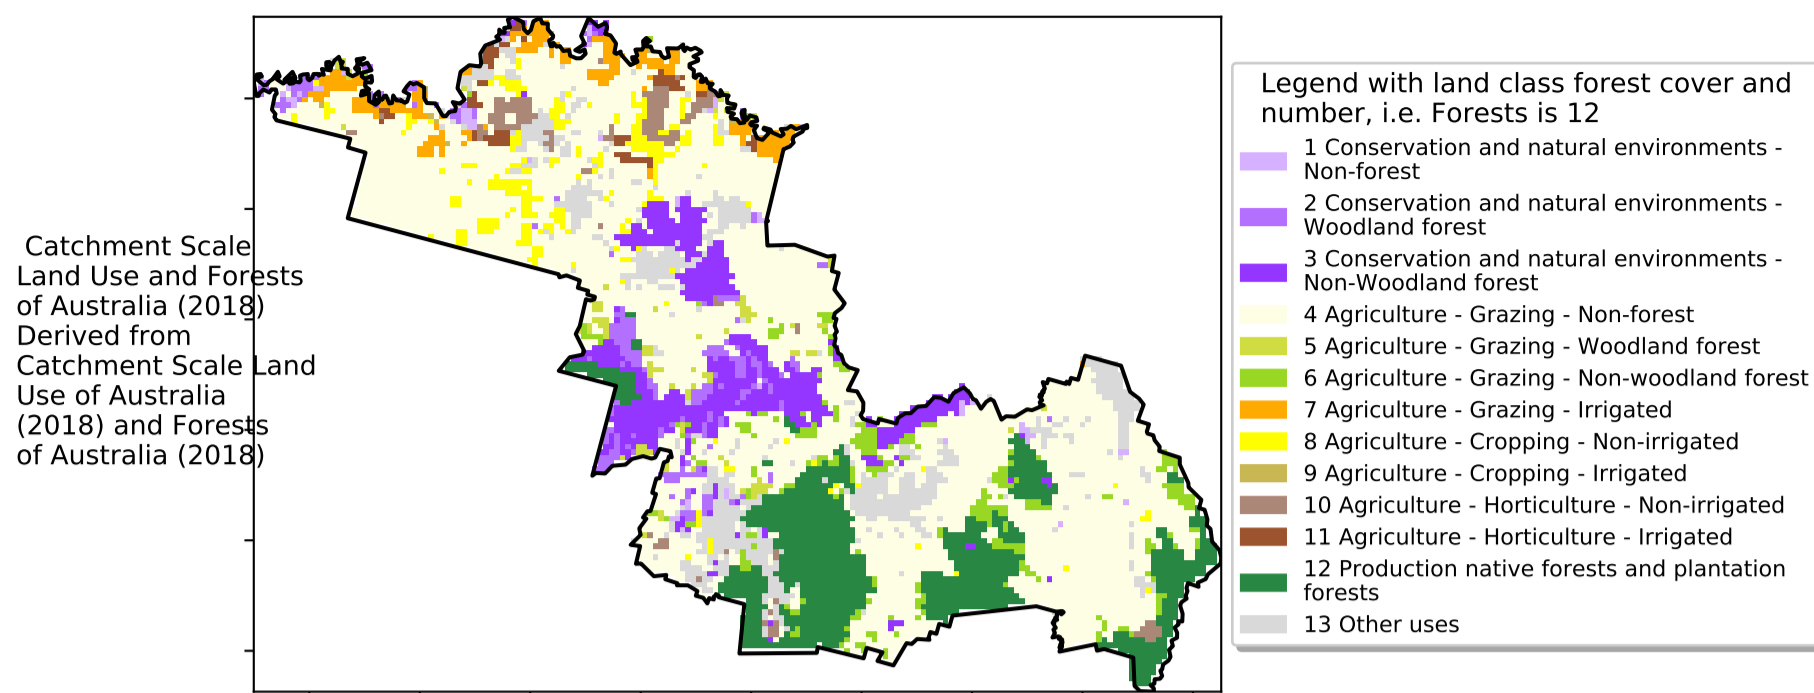 Catchment Scale
Land Use and Forests
of Australia (2018)
Derived from
Catchment Scale Land
Use of Australia
(2018) and Forests
of Australia (2018)
Legend with land class forest cover and
number, i.e. Forests is 12
1 Conservation and natural environments -
Non-forest
2 Conservation and natural environments -
Woodland forest
3 Conservation and natural environments -
Non-Woodland forest
4 Agriculture - Grazing - Non-forest
5 Agriculture - Grazing - Woodland forest
6 Agriculture - Grazing - Non-woodland forest
7 Agriculture - Grazing - Irrigated
8 Agriculture - Cropping - Non-irrigated
9 Agriculture - Cropping - Irrigated
10 Agriculture - Horticulture - Non-irrigated
11 Agriculture - Horticulture - Irrigated
12 Production native forests and plantation
forests
13 Other uses